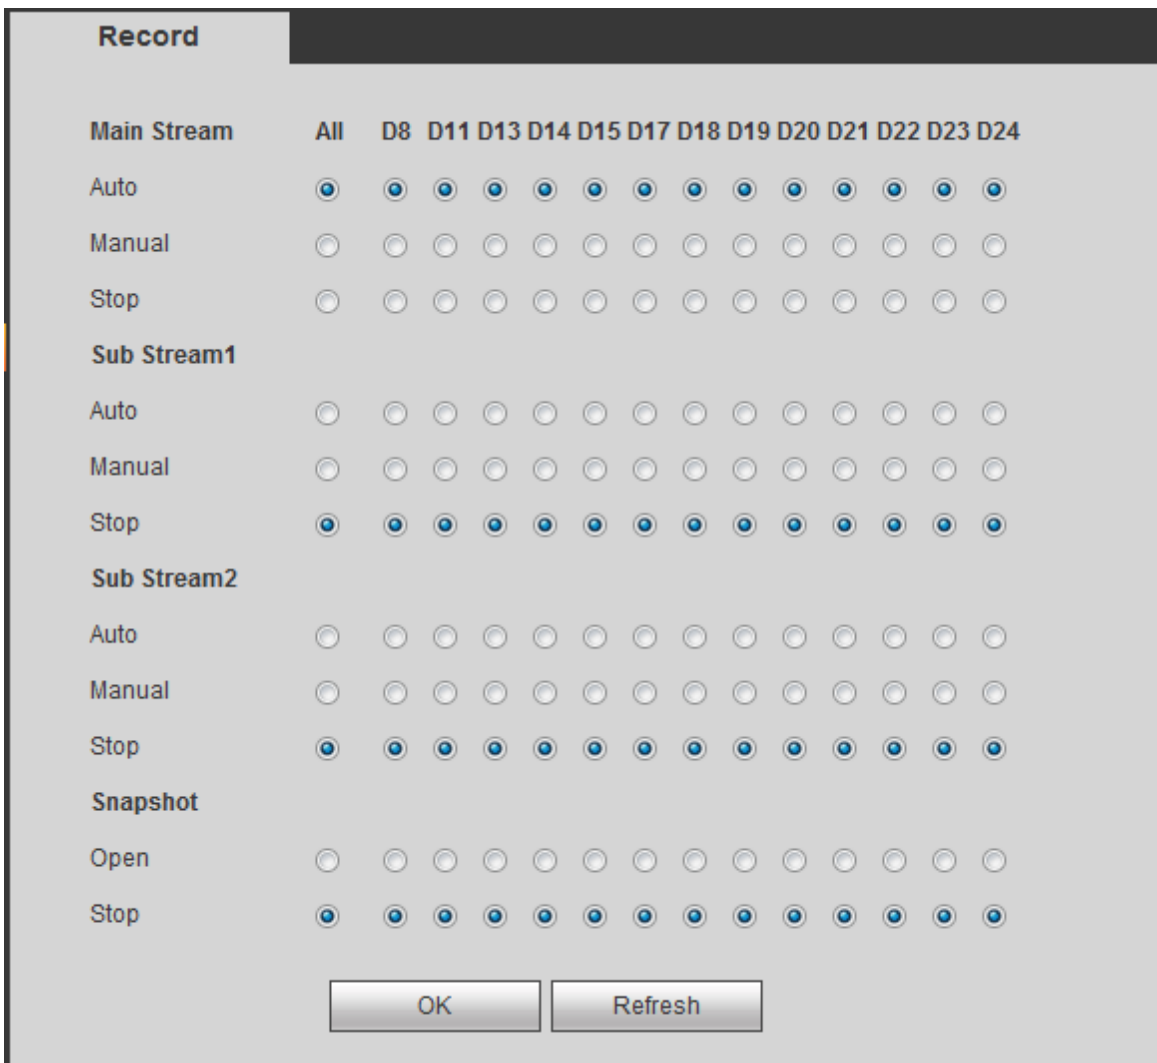 Record
Main Stream All D8 D11 D13 D14 D15 D17 D18 D19 D20 D21 D22 D23 D24
Auto
Manual
Stop
Sub Stream1
Auto
Manual
Stop
Sub Stream2
Auto
Manual
Stop
Snapshot
Open
Stop
OK Refresh